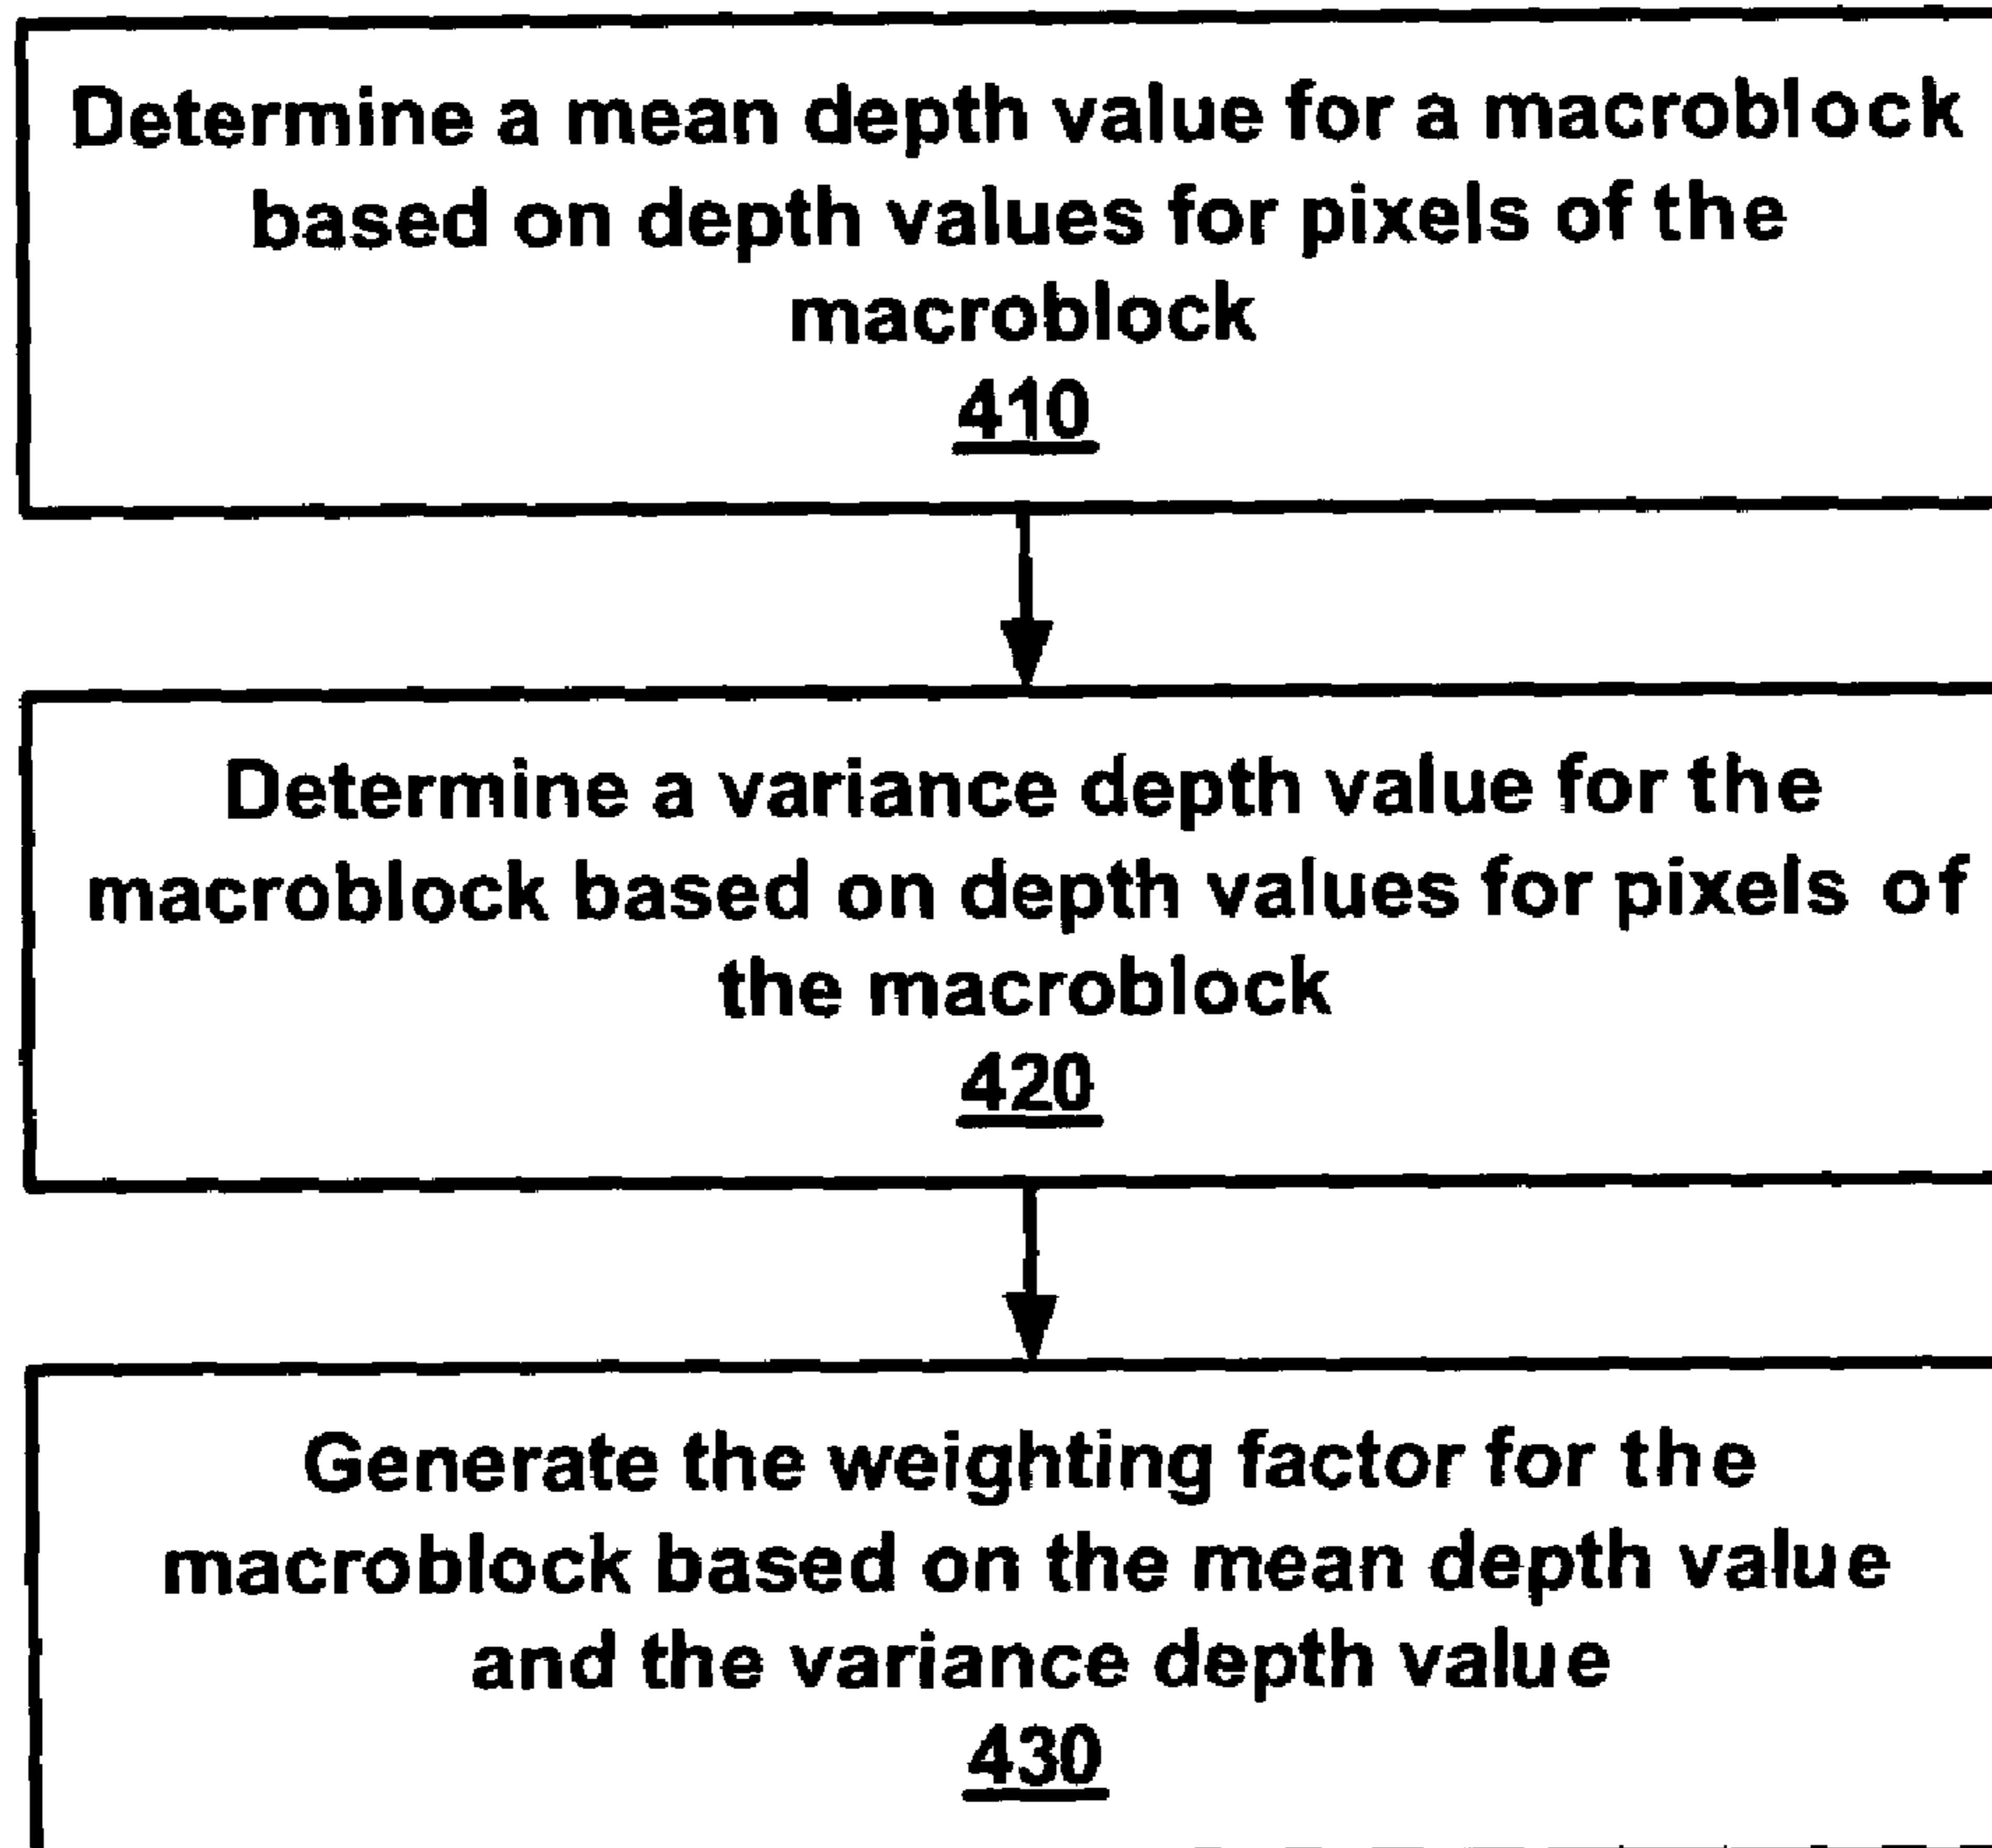 Determine a mean depth value for a macroblock
based on depth values for pixels of the
macroblock
410
Determine a variance depth value for the
macroblock based on depth values for pixels of
the macroblock
420
Generate the weighting factor for the
macroblock based on the mean depth value
and the variance depth value
430